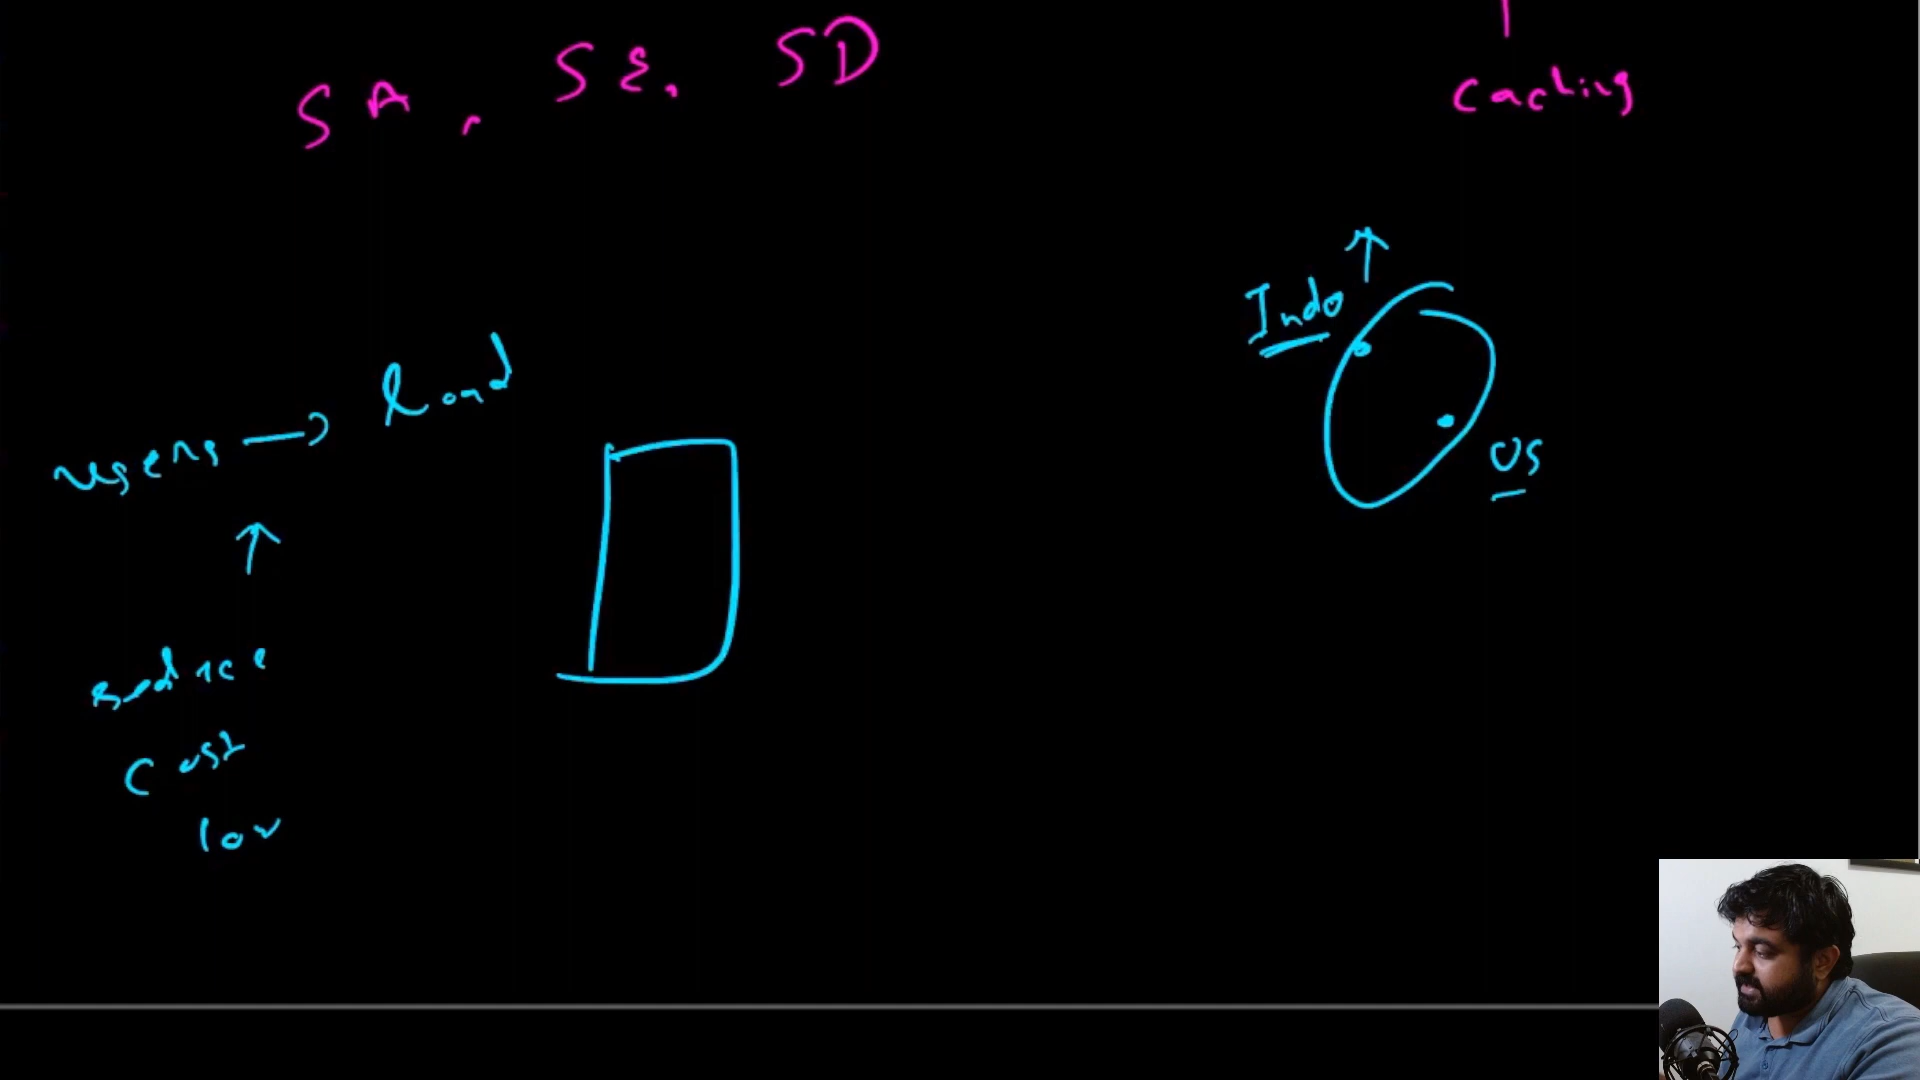 SA, SE, SD
Caching
Indo ↑
users → load
US
↑
reduce
Cost
low